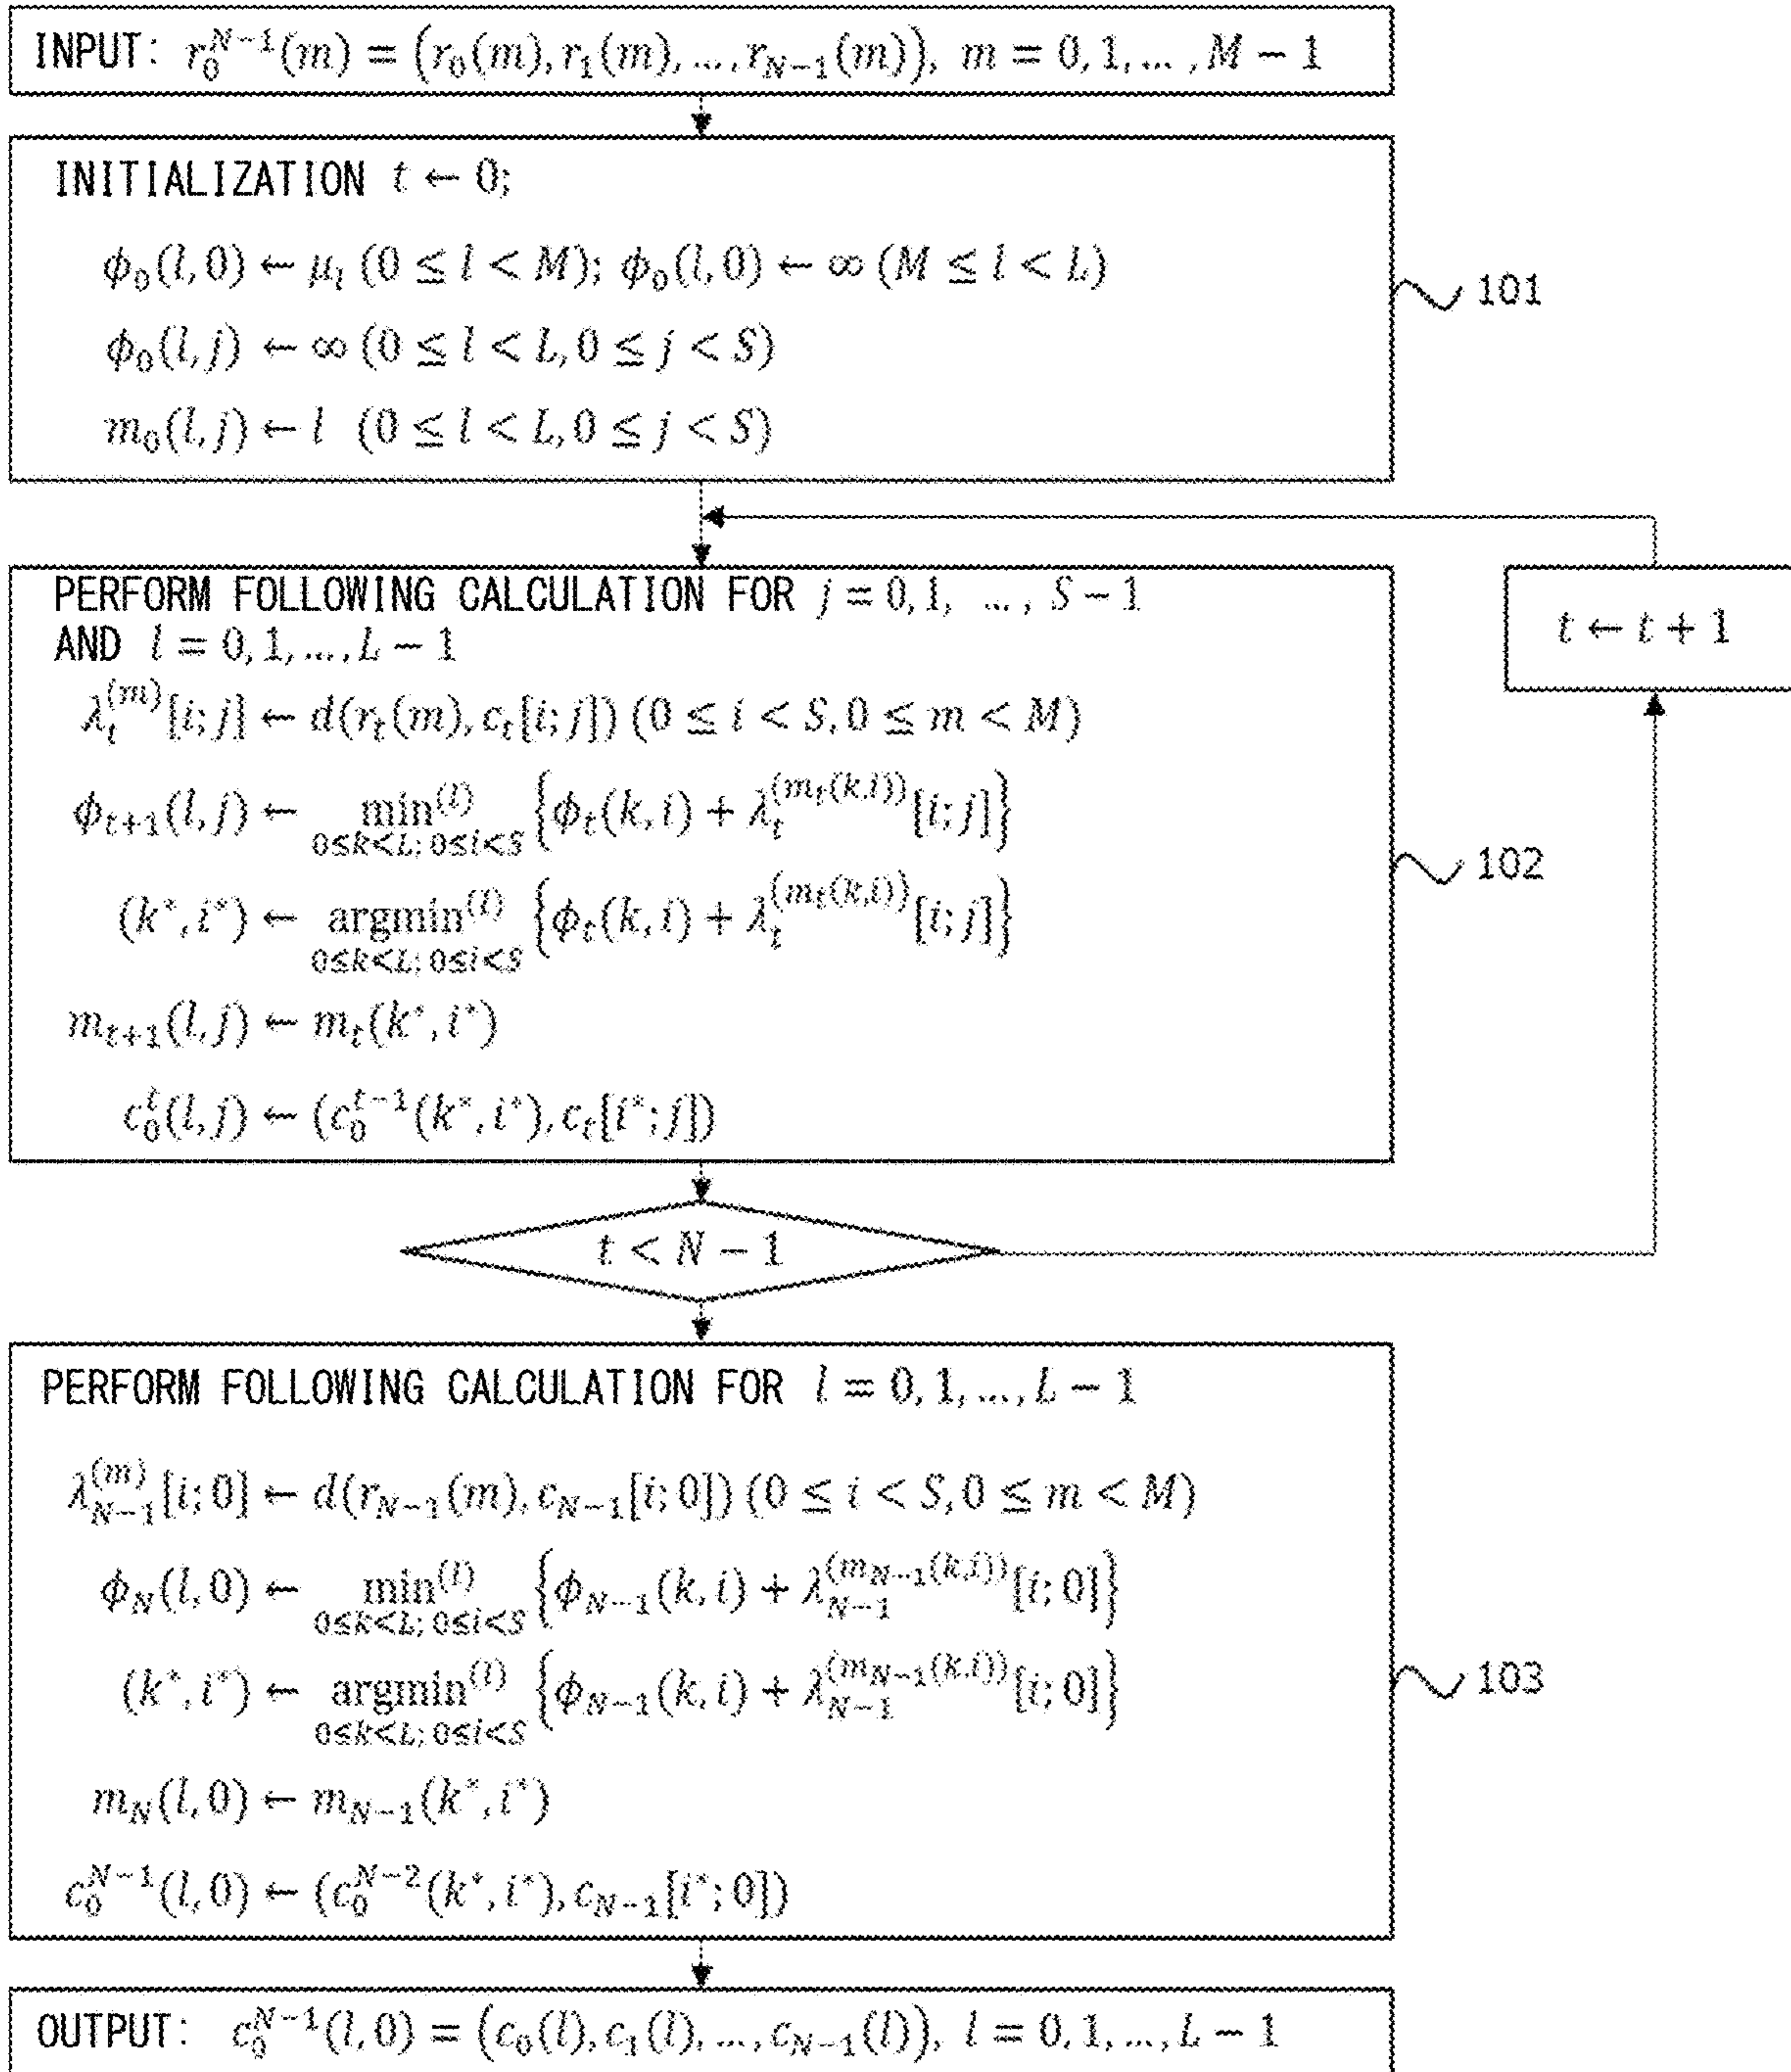 INPUT: r_0^{N-1}(m) = (r_0(m), r_1(m), ..., r_{N-1}(m)), m = 0, 1, ... , M − 1
INITIALIZATION t ← 0;
ϕ_0(l, 0) ← μ_l (0 ≦ l < M); ϕ_0(l, 0) ← ∞ (M ≦ l < L)
101
ϕ_0(l, j) ← ∞ (0 ≦ l < L, 0 ≦ j < S)
m_0(l, j) ← l (0 ≦ l < L, 0 ≦ j < S)
PERFORM FOLLOWING CALCULATION FOR j = 0, 1, ..., S − 1
AND l = 0, 1, ..., L − 1
t ← t + 1
λ_t^{(m)}[i; j] ← d(r_t(m), c_t[i; j]) (0 ≦ i < S, 0 ≦ m < M)
ϕ_{t+1}(l, j) ← min^{(l)}_{0≤k<L; 0≤i<S} {ϕ_t(k, i) + λ_t^{(m_t(k,i))}[i; j]}
102
(k*, i*) ← argmin^{(l)}_{0≤k<L; 0≤i<S} {ϕ_t(k, i) + λ_t^{(m_t(k,i))}[i; j]}
m_{t+1}(l, j) ← m_t(k*, i*)
c_0^t(l, j) ← (c_0^{t-1}(k*, i*), c_t[i*; j])
t < N − 1
PERFORM FOLLOWING CALCULATION FOR l = 0, 1, ..., L − 1
λ_{N-1}^{(m)}[i; 0] ← d(r_{N-1}(m), c_{N-1}[i; 0]) (0 ≦ i < S, 0 ≦ m < M)
ϕ_N(l, 0) ← min^{(l)}_{0≤k<L; 0≤i<S} {ϕ_{N-1}(k, i) + λ_{N-1}^{(m_{N-1}(k,i))}[i; 0]}
(k*, i*) ← argmin^{(l)}_{0≤k<L; 0≤i<S} {ϕ_{N-1}(k, i) + λ_{N-1}^{(m_{N-1}(k,i))}[i; 0]}
103
m_N(l, 0) ← m_{N-1}(k*, i*)
c_0^{N-1}(l, 0) ← (c_0^{N-2}(k*, i*), c_{N-1}[i*; 0])
OUTPUT: c_0^{N-1}(l, 0) = (c_0(l), c_1(l), ..., c_{N-1}(l)), l = 0, 1, ..., L − 1